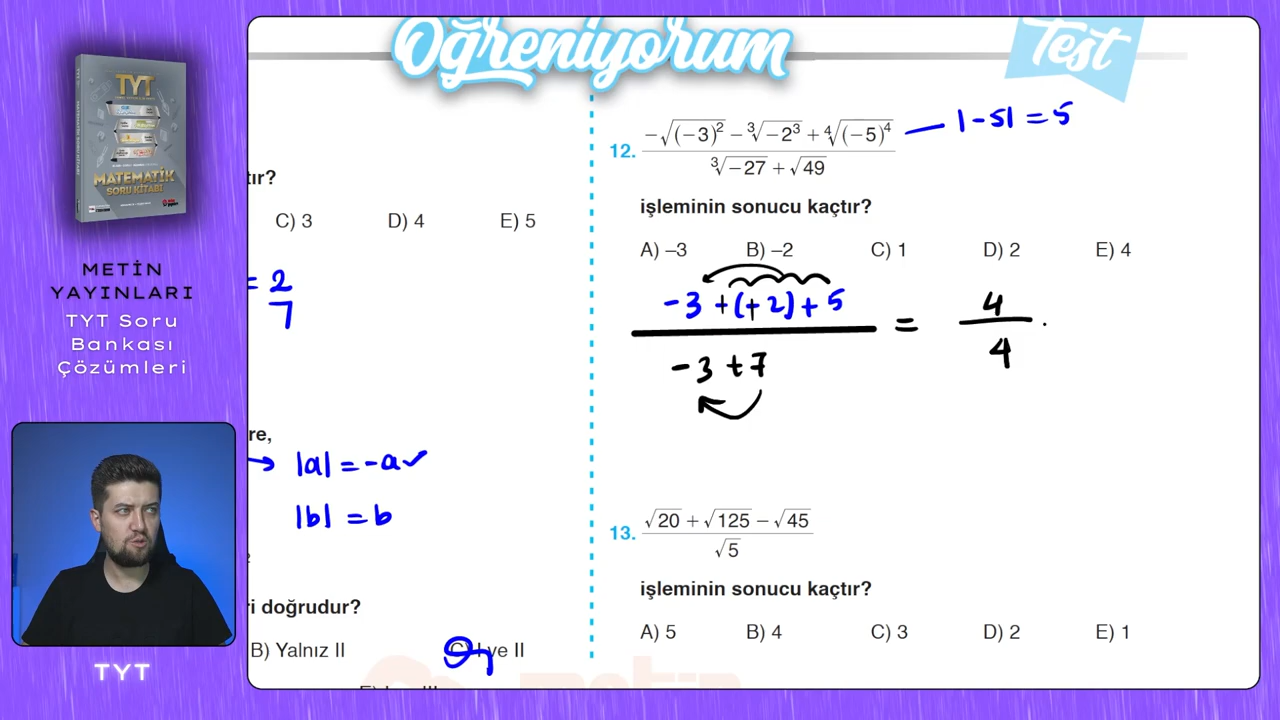 Öğreniyorum
Test
TYT
MATEMATİK
SORU KİTABI
METİN
YAYINLARI
TYT Soru
Bankası
Çözümleri
TYT
ır?
C) 3 D) 4 E) 5
= 2/7
re,
|a| = -a ✓
|b| = b
ri doğrudur?
B) Yalnız II C) I ve II
12. (-√(-3)² - ³√-2³ + ⁴√(-5)⁴) / (³√-27 + √49)
|-5| = 5
işleminin sonucu kaçtır?
A) –3 B) –2 C) 1 D) 2 E) 4
(-3 + (+2) + 5) / (-3 + 7) = 4/4
13. (√20 + √125 - √45) / √5
işleminin sonucu kaçtır?
A) 5 B) 4 C) 3 D) 2 E) 1